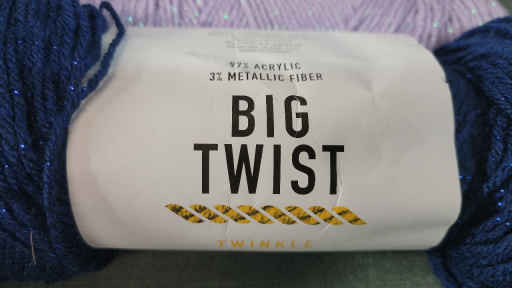 97% ACRYLIC
3% METALLIC FIBER
BIG
TWIST
TWINKLE